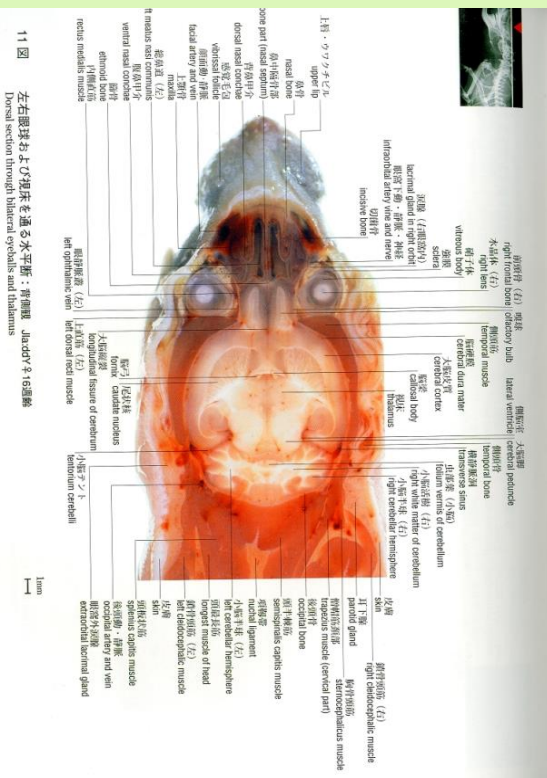 上唇・ウワクチビル
upper lip
鼻骨
nasal bone
鼻中隔骨部
bone part (nasal septum)
背鼻甲介
dorsal nasal conchae
感覚毛包
vibrissal follicle
顔面動・静脈
facial artery and vein
上顎骨
maxilla
総鼻道（左）
ft meatus nasi communis
腹鼻甲介
ventral nasal conchae
篩骨
ethmoid bone
内側直筋
rectus medialis muscle
切歯骨
incisive bone
眼窩下動・静脈・神経
infraorbital artery vine and nerve
涙腺（右眼窩内）
lacrimal gland in right orbit
強膜
sclera
硝子体
vitreous body
水晶体（右）
right lens
前頭骨（右）
right frontal bone
嗅球
olfactory bulb
側頭筋
temporal muscle
脳硬膜
cerebral dura mater
大脳皮質
cerebral cortex
脳梁
callosal body
視床
thalamus
側脳室
lateral ventricle
大脳脚
cerebral peduncle
側頭骨
temporal bone
横静脈洞
transverse sinus
虫部葉（小脳）
folium vermis of cerebellum
小脳活樹（右）
right white matter of cerebellum
小脳半球（右）
right cerebellar hemisphere
皮膚
skin
耳下腺
parotid gland
鎖骨頭筋（右）
right cleidocephalic muscle
胸骨頭筋
sternocephalicus muscle
僧帽筋頚部
trapezius muscle (cervical part)
後頭骨
occipital bone
頭半棘筋
semispinalis capitis muscle
項靭帯
nuchal ligament
小脳半球（左）
left cerebellar hemisphere
頭最長筋
longest muscle of head
鎖骨頭筋（左）
left cleidocephalic muscle
皮膚
skin
頭板状筋
splenius capitis muscle
後頭動・静脈
occipital artery and vein
眼窩外涙腺
extraorbital lacrimal gland
眼静脈叢（左）
left ophthalmic vein
上直筋（左）
left dorsal recti muscle
大脳縦裂
longitudinal fissure of cerebrum
脳弓
fornix
尾状核
caudate nucleus
小脳テント
tentorium cerebelli
1mm
11 図 左右眼球および視床を通る水平断：背側観 Jla:ddY♀16週齢
Dorsal section through bilateral eyeballs and thalamus